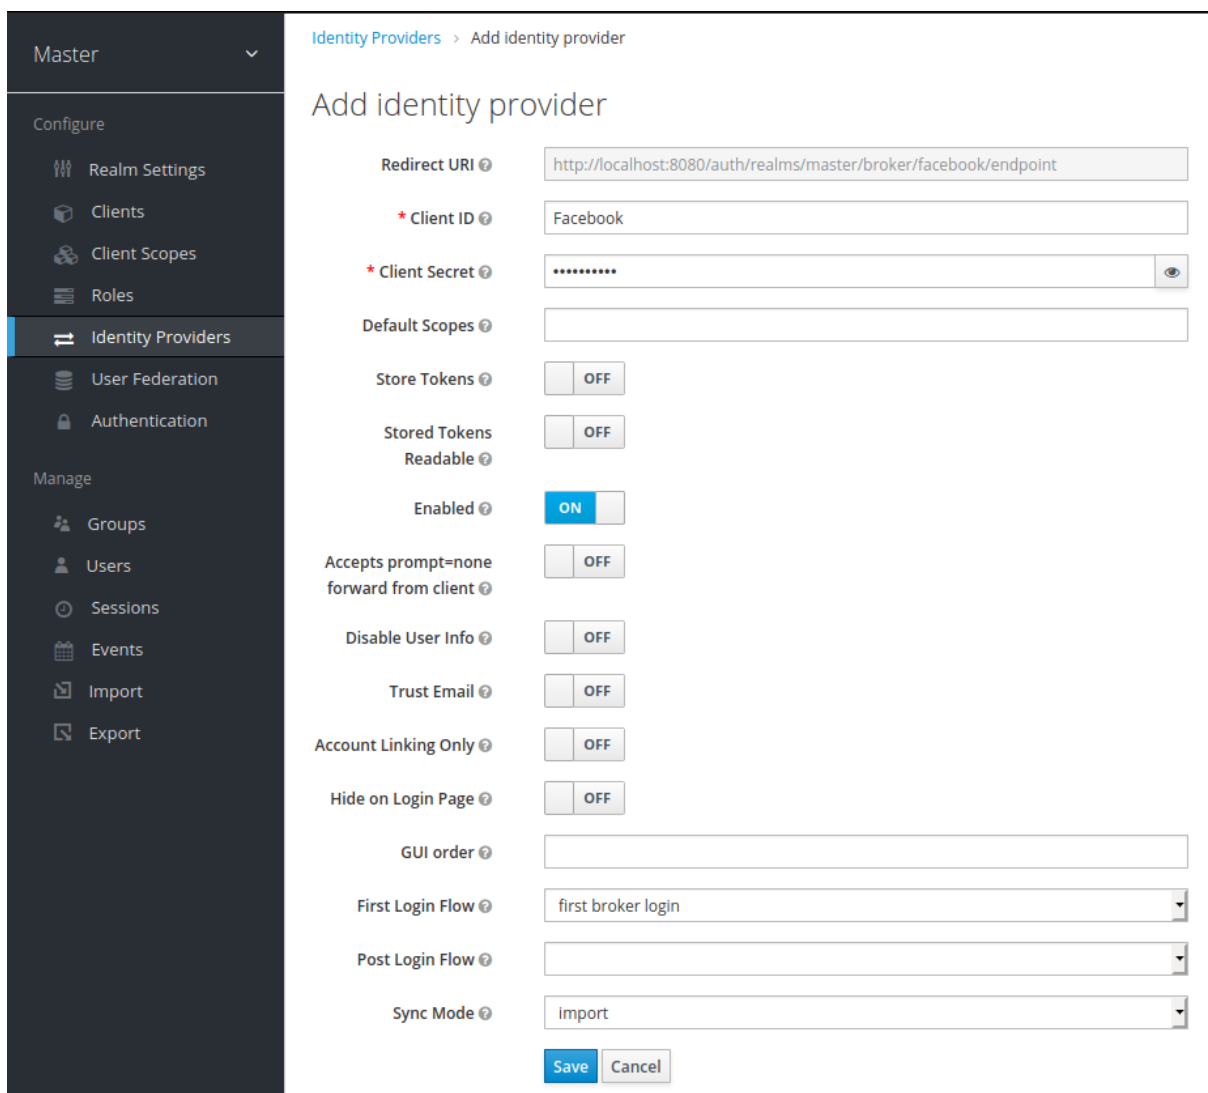 Master
Identity Providers > Add identity provider
Configure
Realm Settings
Clients
Client Scopes
Roles
Identity Providers
User Federation
Authentication
Manage
Groups
Users
Sessions
Events
Import
Export
Add identity provider
Redirect URI http://localhost:8080/auth/realms/master/broker/facebook/endpoint
* Client ID Facebook
* Client Secret ••••••••••
Default Scopes
Store Tokens OFF
Stored Tokens OFF
Readable
Enabled ON
Accepts prompt=none OFF
forward from client
Disable User Info OFF
Trust Email OFF
Account Linking Only OFF
Hide on Login Page OFF
GUI order
First Login Flow first broker login
Post Login Flow
Sync Mode import
Save Cancel